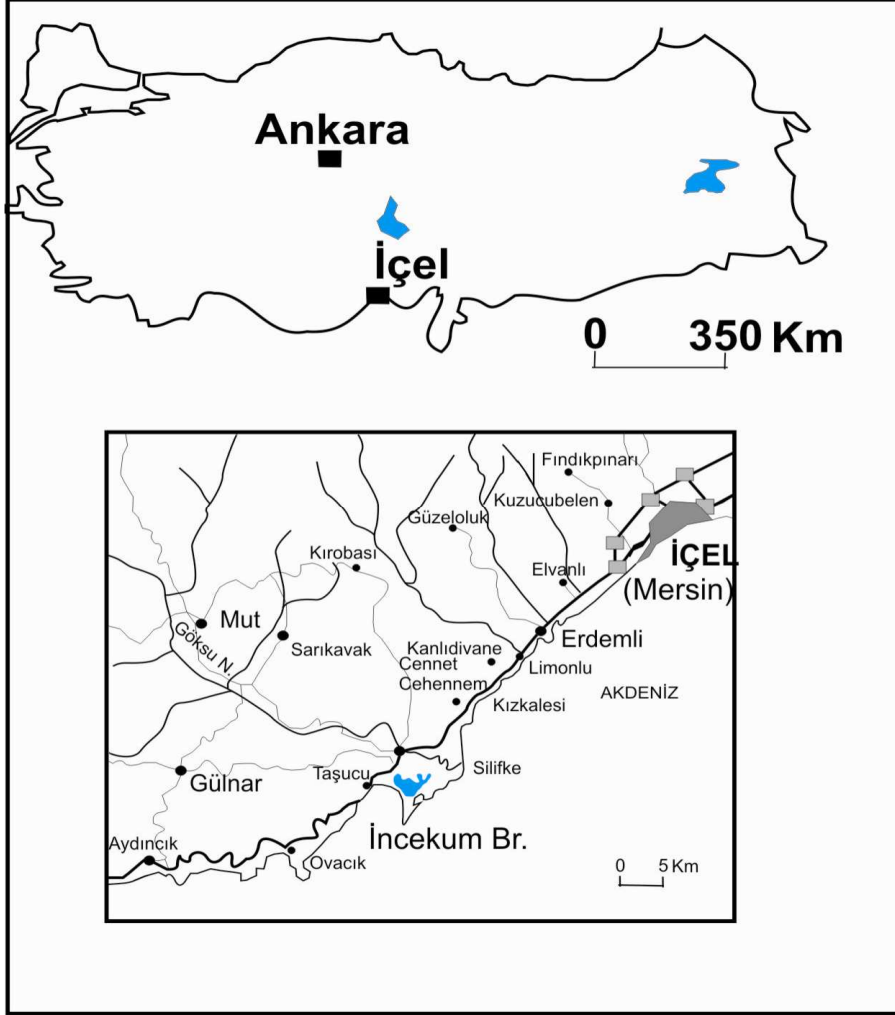 Ankara
İçel
0 350 Km
Fındıkpınarı
Kuzucubelen
Güzeloluk
İÇEL
(Mersin)
Kırobası
Elvanlı
Mut
Göksu N.
Sarıkavak
Erdemli
Kanlıdivane
Limonlu
Cennet
Cehennem
AKDENİZ
Kızkalesi
Silifke
Taşucu
Gülnar
İncekum Br.
Aydıncık
Ovacık
0 5 Km